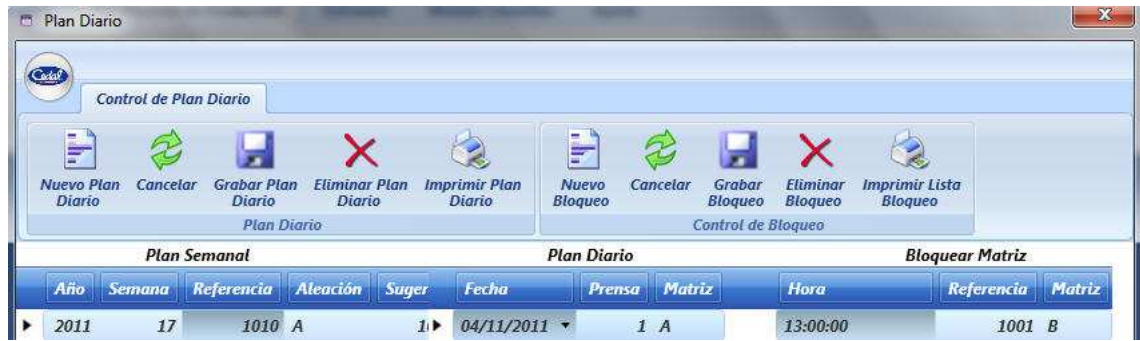 Plan Diario
Cedal
Control de Plan Diario
Nuevo Plan Diario
Cancelar
Grabar Plan Diario
Eliminar Plan Diario
Imprimir Plan Diario
Nuevo Bloqueo
Cancelar
Grabar Bloqueo
Eliminar Bloqueo
Imprimir Lista Bloqueo
Plan Diario
Control de Bloqueo
Plan Semanal
Plan Diario
Bloquear Matriz
Año Semana Referencia Aleación Suger Fecha Prensa Matriz Hora Referencia Matriz
2011 17 1010 A 04/11/2011 1 A 13:00:00 1001 B